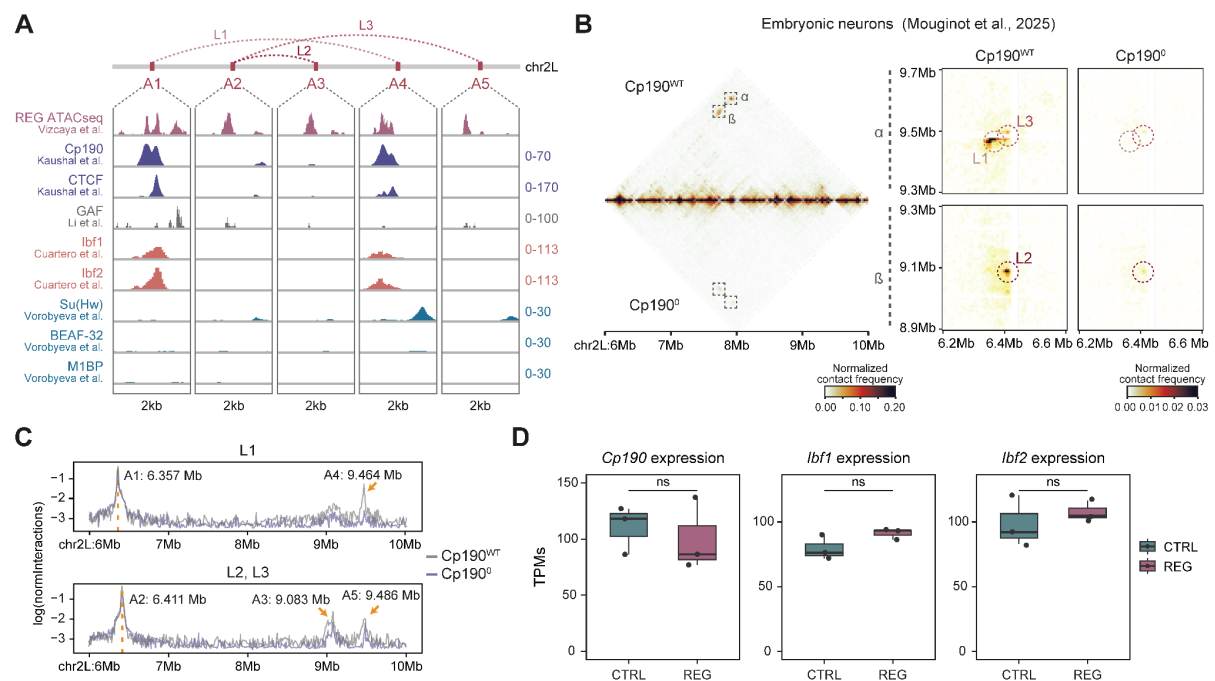 A
L1
L3
L2
chr2L
A1
A2
A3
A4
A5
REG ATACseq
Vizcaya et al.
Cp190
Kaushal et al.
0-70
CTCF
Kaushal et al.
0-170
GAF
Li et al.
0-100
Ibf1
Cuartero et al.
0-113
Ibf2
Cuartero et al.
0-113
Su(Hw)
Vorobyeva et al.
0-30
BEAF-32
Vorobyeva et al.
0-30
M1BP
Vorobyeva et al.
0-30
2kb
2kb
2kb
2kb
2kb
B
Embryonic neurons (Mouginot et al., 2025)
Cp190WT
α
ß
Cp1900
chr2L:6Mb
7Mb
8Mb
9Mb
10Mb
Cp190WT
Cp1900
α
9.7Mb
9.5Mb
9.3Mb
L3
L1
ß
9.3Mb
9.1Mb
8.9Mb
L2
6.2Mb
6.4Mb
6.6 Mb
6.2Mb
6.4Mb
6.6Mb
Normalized
contact frequency
0.00
0.10
0.20
Normalized
contact frequency
0.00
0.01
0.02
0.03
C
L1
A1: 6.357 Mb
A4: 9.464 Mb
−1
−2
−3
chr2L:6Mb
7Mb
8Mb
9Mb
10Mb
log(normInteractions)
Cp190WT
Cp1900
L2, L3
A2: 6.411 Mb
A3: 9.083 Mb
A5: 9.486 Mb
−1
−2
−3
chr2L:6Mb
7Mb
8Mb
9Mb
10Mb
D
Cp190 expression
ns
TPMs
150
100
50
0
CTRL
REG
Ibf1 expression
ns
100
50
0
CTRL
REG
Ibf2 expression
ns
100
50
0
CTRL
REG
CTRL
REG